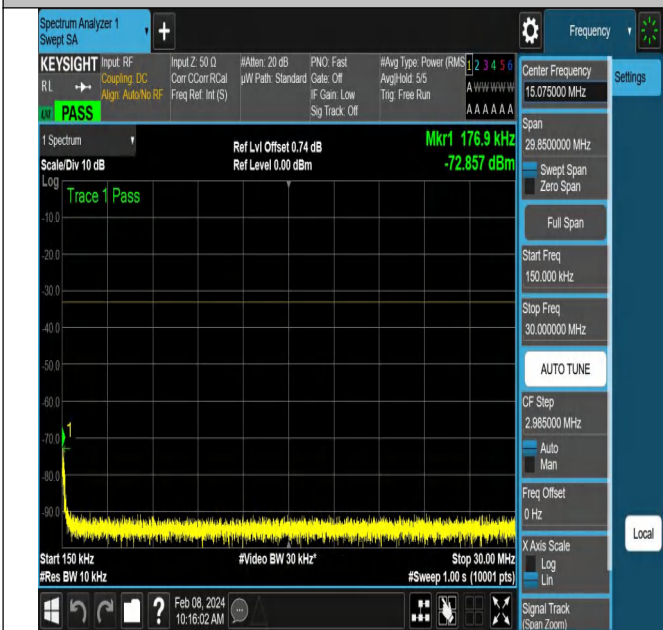 Spectrum Analyzer 1
Swept SA
+
Frequency
KEYSIGHT
RL
PASS
Input: RF
Coupling: DC
Align: Auto/No RF
Input Z: 50 Ω
Corr CCorr RCal
Freq Ref: Int (S)
#Atten: 20 dB
µW Path: Standard
PNO: Fast
Gate: Off
IF Gain: Low
Sig Track: Off
#Avg Type: Power (RMS
Avg|Hold: 5/5
Trig: Free Run
1 2 3 4 5 6
A W W W W W
A A A A A A
1 Spectrum
Scale/Div 10 dB
Ref Lvl Offset 0.74 dB
Ref Level 0.00 dBm
Mkr1 176.9 kHz
-72.857 dBm
Log
Trace 1 Pass
-10.0
-20.0
-30.0
-40.0
-50.0
-60.0
-70.0
-80.0
-90.0
1
Start 150 kHz
#Video BW 30 kHz*
Stop 30.00 MHz
#Res BW 10 kHz
#Sweep 1.00 s (10001 pts)
Feb 08, 2024
10:16:02 AM
Center Frequency
15.075000 MHz
Settings
Span
29.8500000 MHz
Swept Span
Zero Span
Full Span
Start Freq
150.000 kHz
Stop Freq
30.000000 MHz
AUTO TUNE
CF Step
2.985000 MHz
Auto
Man
Freq Offset
0 Hz
X Axis Scale
Log
Lin
Local
Signal Track
(Span Zoom)